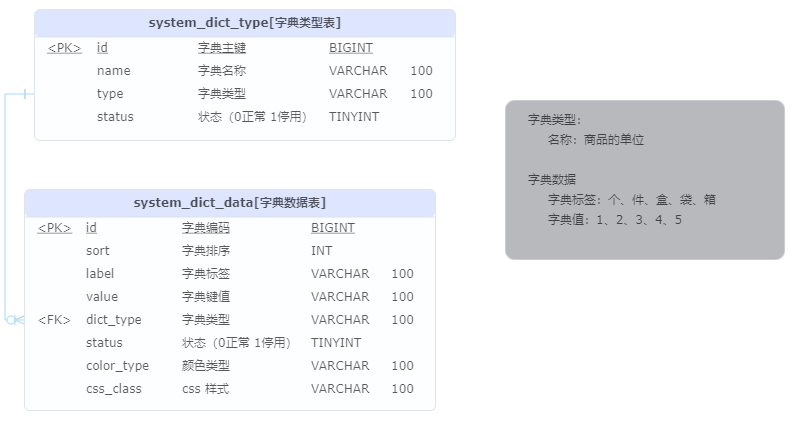 system_dict_type[字典类型表]
<PK> id 字典主键 BIGINT
name 字典名称 VARCHAR 100
type 字典类型 VARCHAR 100
status 状态（0正常 1停用） TINYINT
system_dict_data[字典数据表]
<PK> id 字典编码 BIGINT
sort 字典排序 INT
label 字典标签 VARCHAR 100
value 字典键值 VARCHAR 100
<FK> dict_type 字典类型 VARCHAR 100
status 状态（0正常 1停用） TINYINT
color_type 颜色类型 VARCHAR 100
css_class css 样式 VARCHAR 100
字典类型：
名称：商品的单位
字典数据
字典标签：个、件、盒、袋、箱
字典值：1、2、3、4、5